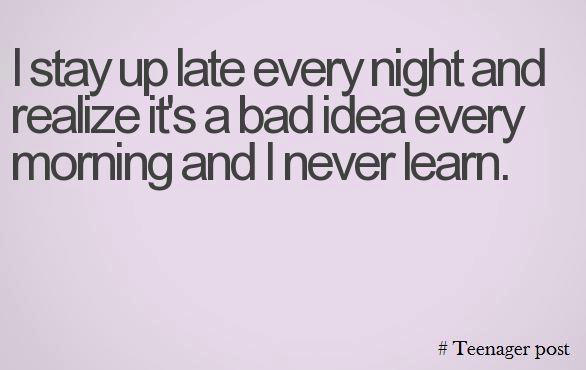 I stay up late every night and
realize it's a bad idea every
morning and I never learn.
# Teenager post